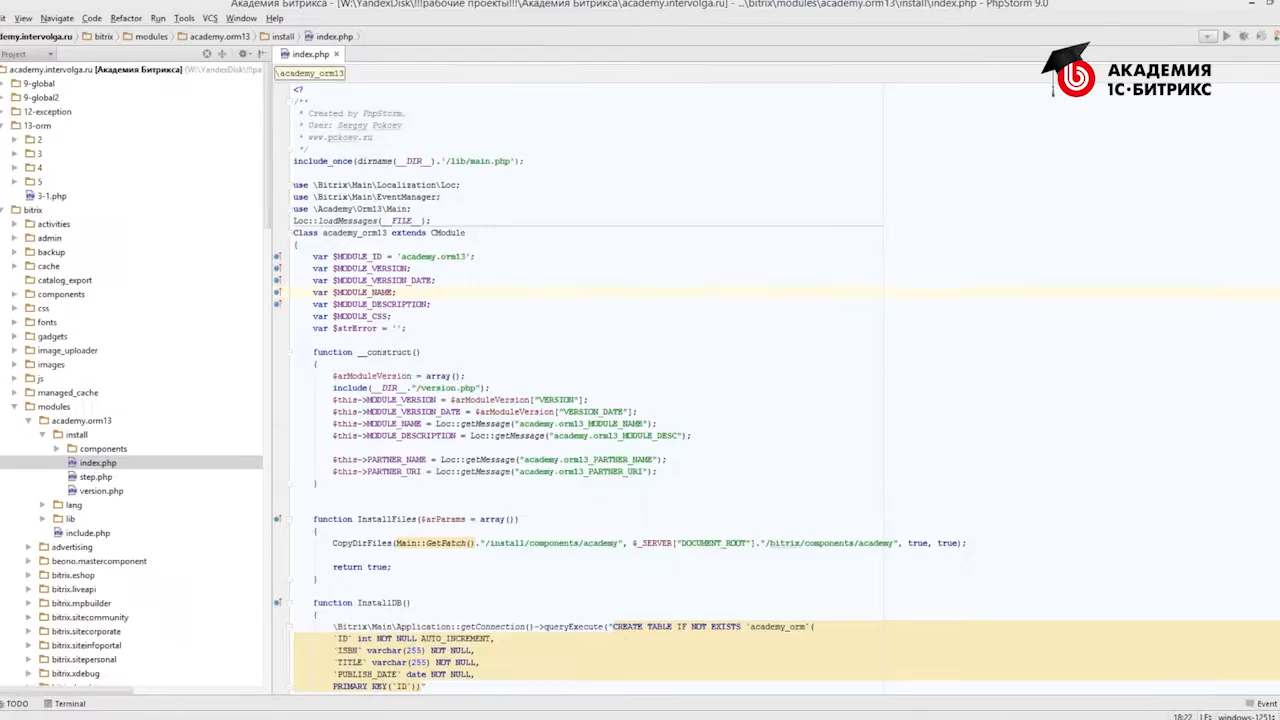 Академия Битрикса - [W:\YandexDisk\!!!рабочие проекты!!!\Академия Битрикса\academy.intervolga.ru] - ...\bitrix\modules\academy.orm13\install\index.php - PhpStorm 9.0
it View Navigate Code Refactor Run Tools VCS Window Help
demy.intervolga.ru bitrix modules academy.orm13 install index.php
Project
index.php
academy.intervolga.ru [Академия Битрикса] (W:\YandexDisk\!!!ра
\academy_orm13
АКАДЕМИЯ
1С·БИТРИКС
9-global
9-global2
12-exception
13-orm
2
3
4
5
3-1.php
bitrix
activities
admin
backup
cache
catalog_export
components
css
fonts
gadgets
image_uploader
images
js
managed_cache
modules
academy.orm13
install
components
index.php
step.php
version.php
lang
lib
include.php
advertising
beono.mastercomponent
bitrix.eshop
bitrix.liveapi
bitrix.mpbuilder
bitrix.sitecommunity
bitrix.sitecorporate
bitrix.siteinfoportal
bitrix.sitepersonal
bitrix.xdebug
<?
/**
* Created by PhpStorm.
* User: Sergey Pokoev
* www.pokoev.ru
*/
include_once(dirname(__DIR__).'/lib/main.php');
use \Bitrix\Main\Localization\Loc;
use \Bitrix\Main\EventManager;
use \Academy\Orm13\Main;
Loc::loadMessages(__FILE__);
Class academy_orm13 extends CModule
{
var $MODULE_ID = 'academy.orm13';
var $MODULE_VERSION;
var $MODULE_VERSION_DATE;
var $MODULE_NAME;
var $MODULE_DESCRIPTION;
var $MODULE_CSS;
var $strError = '';
function __construct()
{
$arModuleVersion = array();
include(__DIR__."/version.php");
$this->MODULE_VERSION = $arModuleVersion["VERSION"];
$this->MODULE_VERSION_DATE = $arModuleVersion["VERSION_DATE"];
$this->MODULE_NAME = Loc::getMessage("academy.orm13_MODULE_NAME");
$this->MODULE_DESCRIPTION = Loc::getMessage("academy.orm13_MODULE_DESC");
$this->PARTNER_NAME = Loc::getMessage("academy.orm13_PARTNER_NAME");
$this->PARTNER_URI = Loc::getMessage("academy.orm13_PARTNER_URI");
}
function InstallFiles($arParams = array())
{
CopyDirFiles(Main::GetPatch()."/install/components/academy", $_SERVER["DOCUMENT_ROOT"]."/bitrix/components/academy", true, true);
return true;
}
function InstallDB()
{
\Bitrix\Main\Application::getConnection()->queryExecute("CREATE TABLE IF NOT EXISTS `academy_orm`(
`ID` int NOT NULL AUTO_INCREMENT,
`ISBN` varchar(255) NOT NULL,
`TITLE` varchar(255) NOT NULL,
`PUBLISH_DATE` date NOT NULL,
PRIMARY KEY(`ID`))"
6: TODO Terminal Event
18:22 LF÷ windows-1251÷